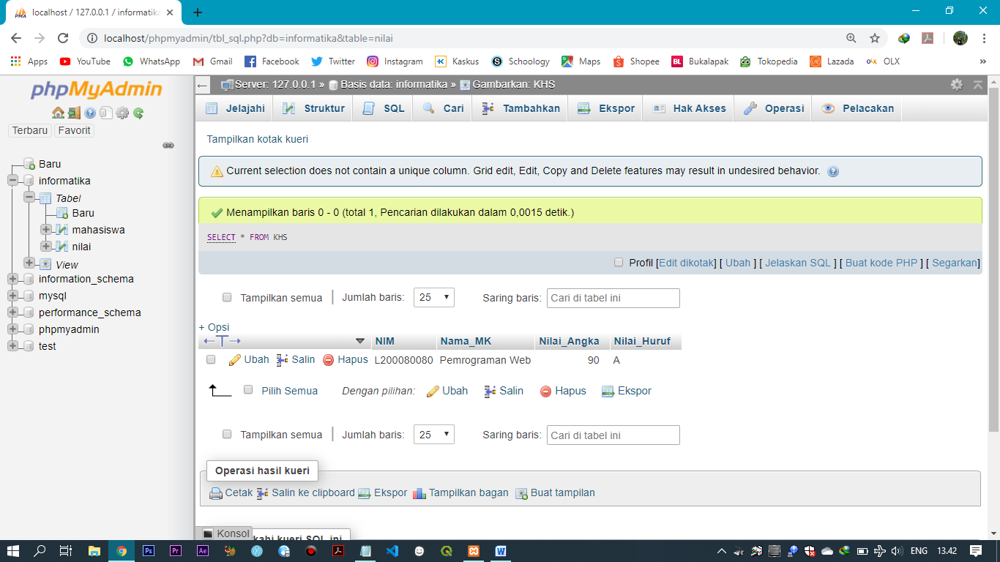 localhost / 127.0.0.1 / informatika
localhost/phpmyadmin/tbl_sql.php?db=informatika&table=nilai
Apps YouTube WhatsApp Gmail Facebook Twitter Instagram Kaskus Schoology Maps Shopee Bukalapak Tokopedia Lazada OLX »
phpMyAdmin
Terbaru Favorit
Baru
informatika
Tabel
Baru
mahasiswa
nilai
View
information_schema
mysql
performance_schema
phpmyadmin
test
Server: 127.0.0.1 » Basis data: informatika » Gambarkan: KHS
Jelajahi Struktur SQL Cari Tambahkan Ekspor Hak Akses Operasi Pelacakan
Tampilkan kotak kueri
Current selection does not contain a unique column. Grid edit, Edit, Copy and Delete features may result in undesired behavior.
Menampilkan baris 0 - 0 (total 1, Pencarian dilakukan dalam 0,0015 detik.)
SELECT * FROM KHS
Profil [Edit dikotak] [ Ubah ] [ Jelaskan SQL ] [ Buat kode PHP ] [ Segarkan]
Tampilkan semua | Jumlah baris: 25 Saring baris: Cari di tabel ini
+ Opsi
←T→ NIM Nama_MK Nilai_Angka Nilai_Huruf
Ubah Salin Hapus L200080080 Pemrograman Web 90 A
Pilih Semua Dengan pilihan: Ubah Salin Hapus Ekspor
Tampilkan semua | Jumlah baris: 25 Saring baris: Cari di tabel ini
Operasi hasil kueri
Cetak Salin ke clipboard Ekspor Tampilkan bagan Buat tampilan
Konsol kahi kueri SQL ini
Ps Pr Ae ENG 13.42